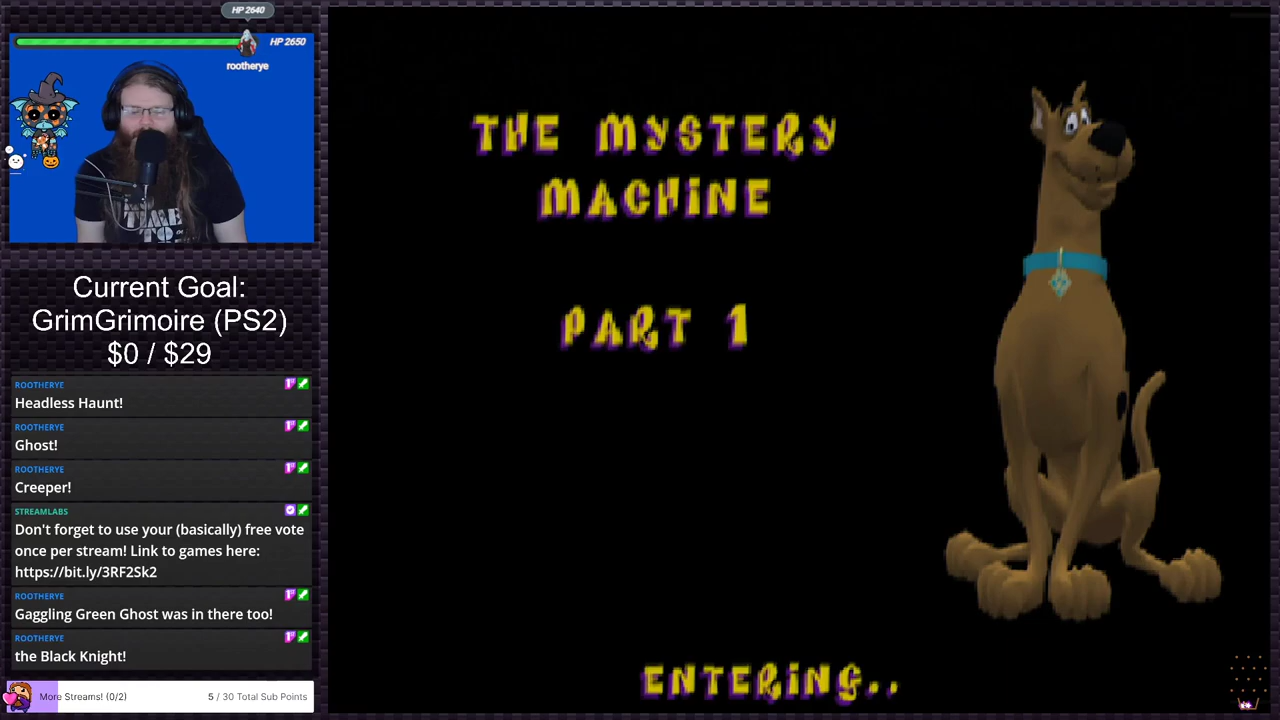 HP 2640
HP 2650
rootherye
TIME
TO
THE MYSTERY
MACHINE
PART 1
ENTERING..
Current Goal:
GrimGrimoire (PS2)
$0 / $29
ROOTHERYE
Headless Haunt!
ROOTHERYE
Ghost!
ROOTHERYE
Creeper!
STREAMLABS
Don't forget to use your (basically) free vote
once per stream! Link to games here:
https://bit.ly/3RF2Sk2
ROOTHERYE
Gaggling Green Ghost was in there too!
ROOTHERYE
the Black Knight!
More Streams! (0/2)
5 / 30 Total Sub Points